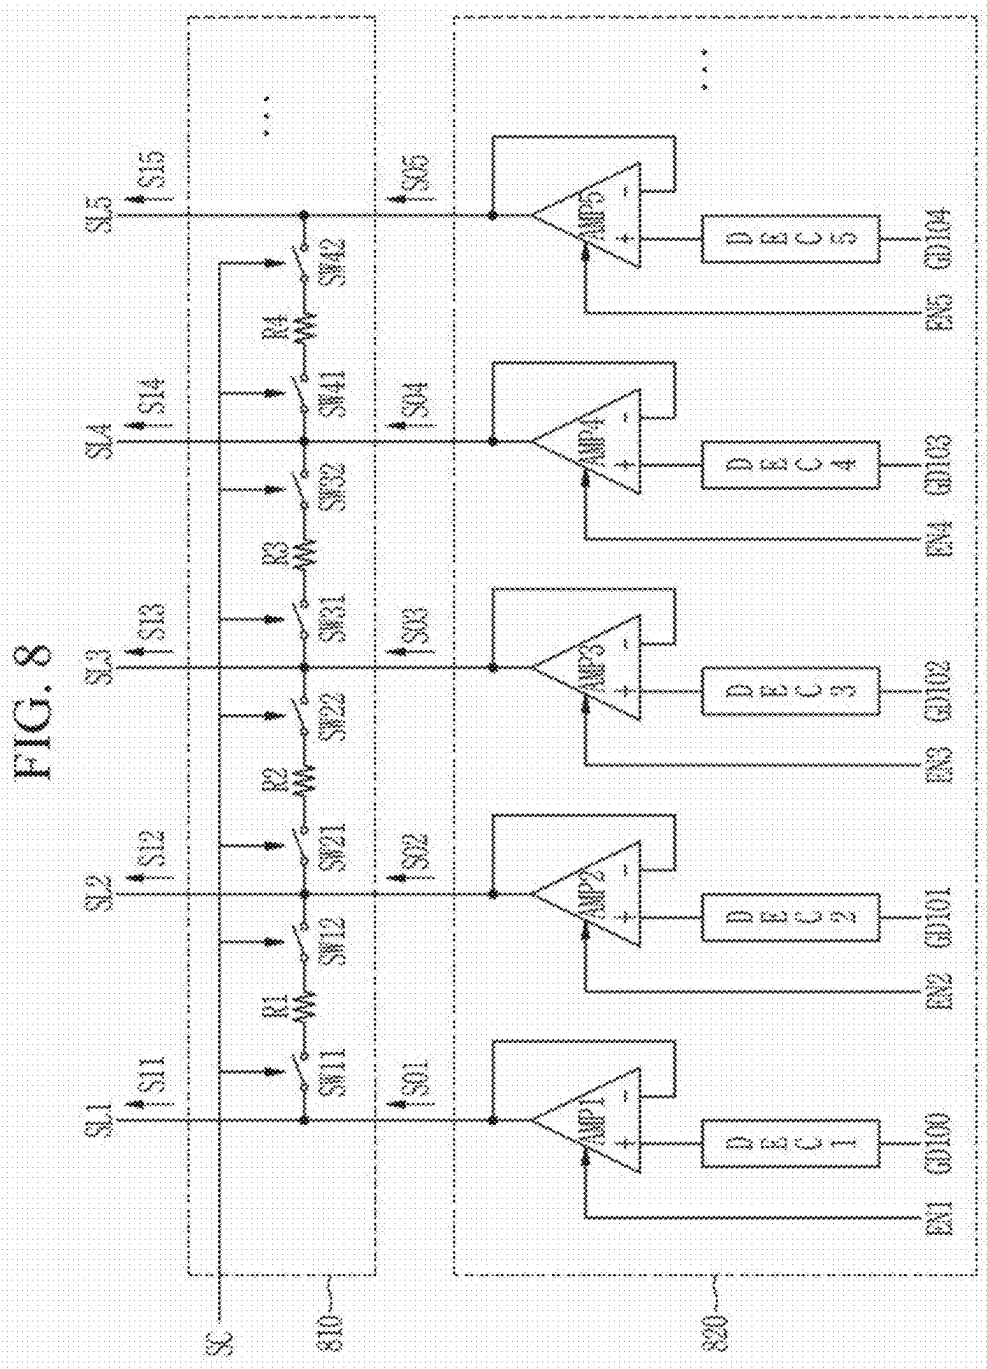 FIG. 8
SL1
SL2
SL3
SL4
SL5
S11
S12
S13
S14
S15
SC
810
R1
R2
R3
R4
...
SW11
SW12
SW21
SW22
SW31
SW32
SW41
SW42
S01
S02
S03
S04
S05
820
AMP1
AMP2
AMP3
AMP4
AMP5
+ -
+ -
+ -
+ -
+ -
...
DEC1
DEC2
DEC3
DEC4
DEC5
EN1
GD100
EN2
GD101
EN3
GD102
EN4
GD103
EN5
GD104